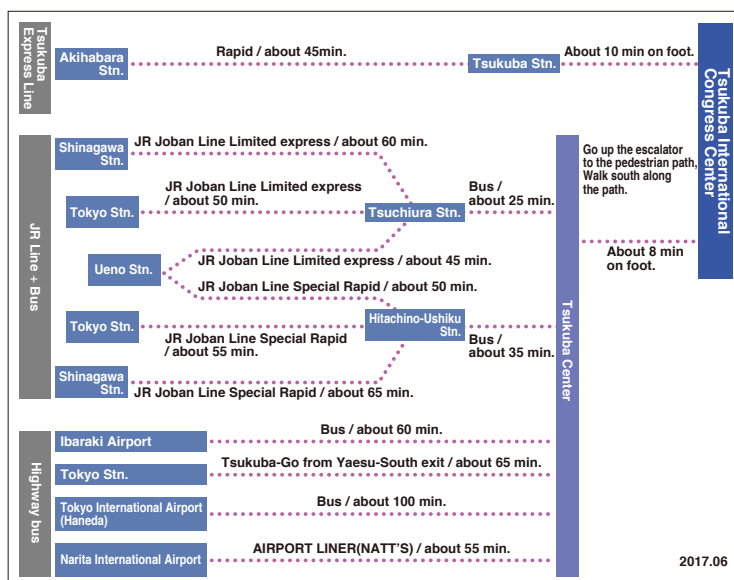 Tsukuba
Express Line
Akihabara
Stn.
Rapid / about 45min.
Tsukuba Stn.
About 10 min on foot.
Tsukuba International
Congress Center
JR Line + Bus
Shinagawa
Stn.
JR Joban Line Limited express / about 60 min.
Tokyo Stn.
JR Joban Line Limited express
/ about 50 min.
Tsuchiura Stn.
Bus /
about 25 min.
Go up the escalator
to the pedestrian path,
Walk south along
the path.
Ueno Stn.
JR Joban Line Limited express / about 45 min.
JR Joban Line Special Rapid / about 50 min.
About 8 min
on foot.
Tokyo Stn.
JR Joban Line Special Rapid
/ about 55 min.
Hitachino-Ushiku
Stn.
Bus /
about 35 min.
Tsukuba Center
Shinagawa
Stn.
JR Joban Line Special Rapid / about 65 min.
Highway bus
Ibaraki Airport
Bus / about 60 min.
Tokyo Stn.
Tsukuba-Go from Yaesu-South exit / about 65 min.
Tokyo International Airport
(Haneda)
Bus / about 100 min.
Narita International Airport
AIRPORT LINER(NATT'S) / about 55 min.
2017.06